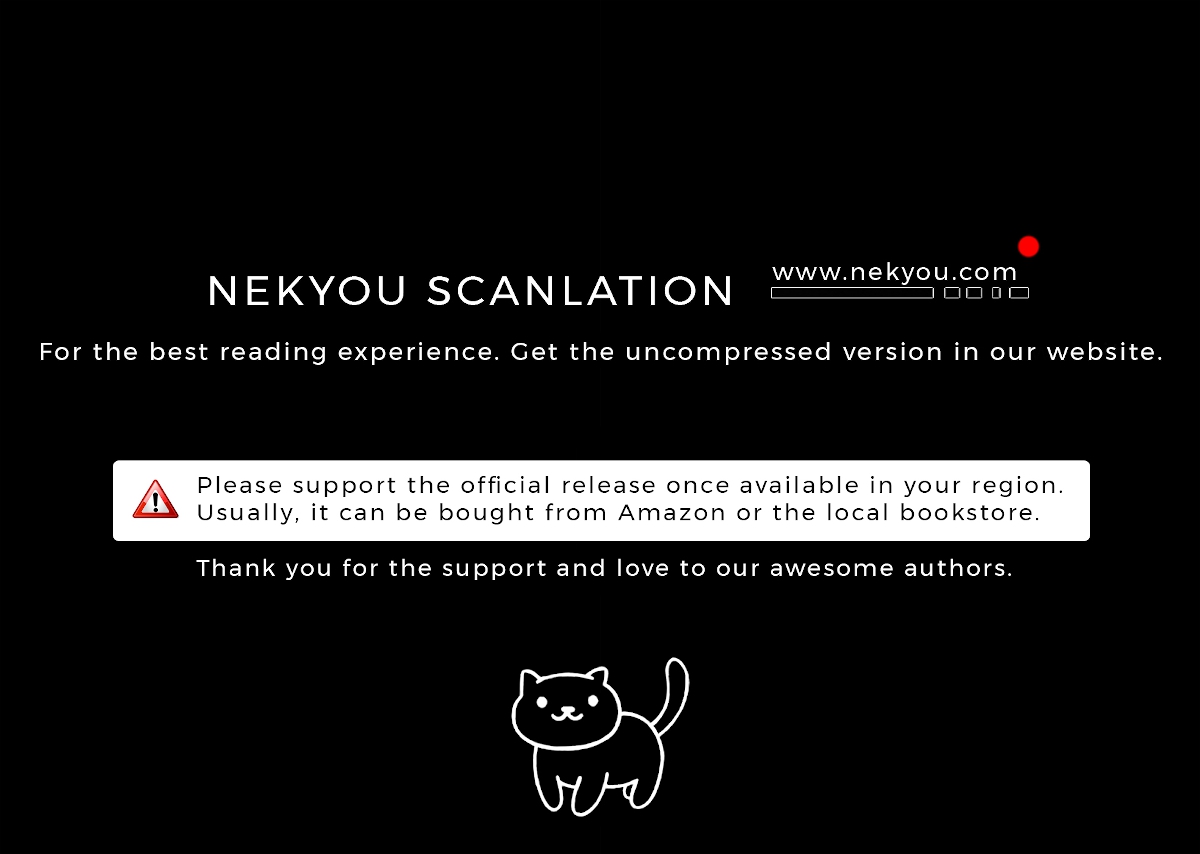 NEKYOU SCANLATION
www.nekyou.com
For the best reading experience. Get the uncompressed version in our website.
Please support the official release once available in your region.
Usually, it can be bought from Amazon or the local bookstore.
Thank you for the support and love to our awesome authors.